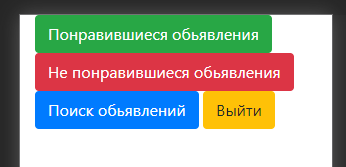 Понравившиеся обьявления
Не понравившиеся обьявления
Поиск обьявлений Выйти